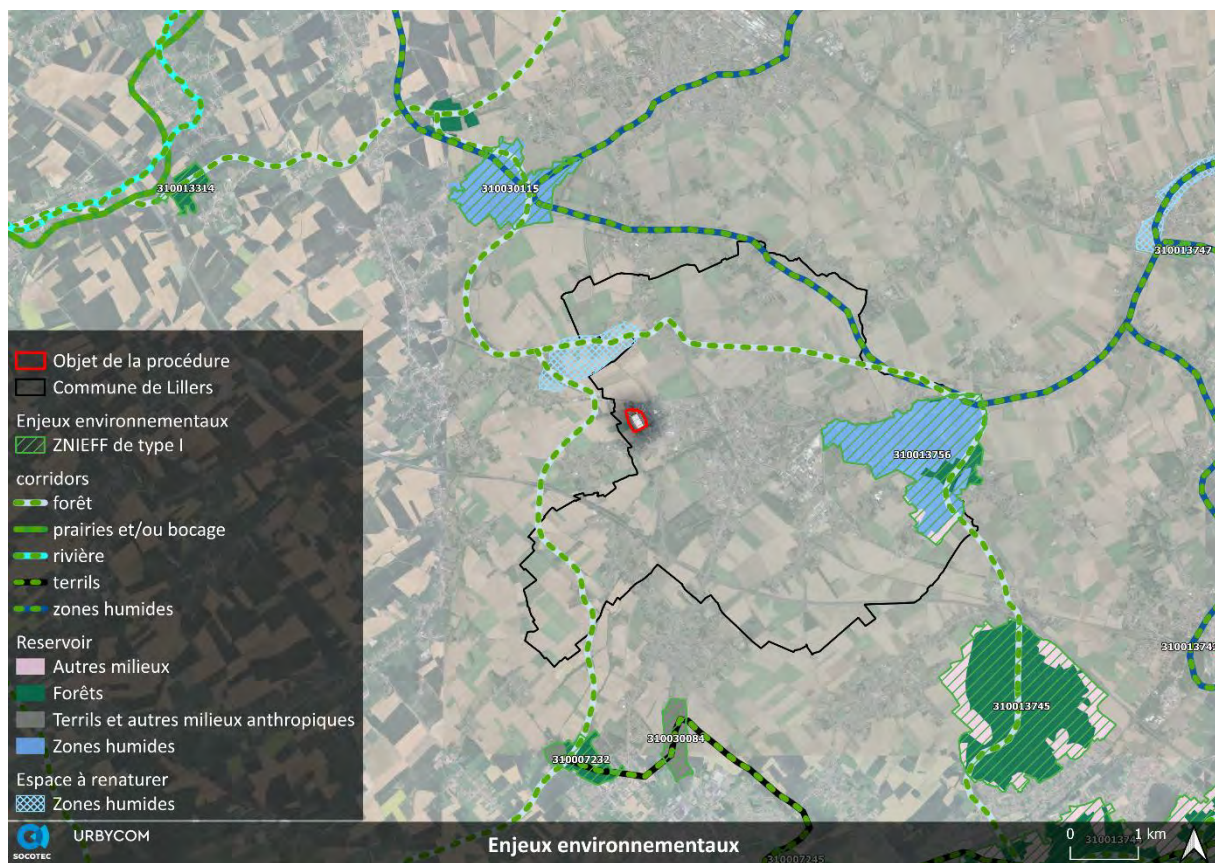 310013314
310030115
310013747
310013756
310013745
310030084
310007232
310007245
Objet de la procédure
Commune de Lillers
Enjeux environnementaux
ZNIEFF de type I
corridors
forêt
prairies et/ou bocage
rivière
terrils
zones humides
Reservoir
Autres milieux
Forêts
Terrils et autres milieux anthropiques
Zones humides
Espace à renaturer
Zones humides
SOCOTEC
URBYCOM
Enjeux environnementaux
0 1 km